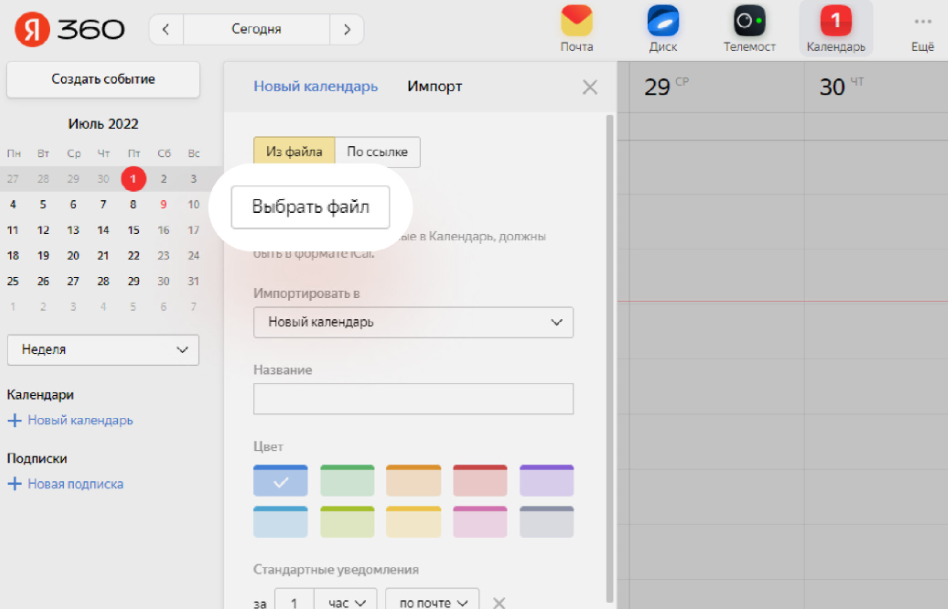 Я 360
Сегодня
Почта
Диск
Телемост
1
Календарь
Ещё
Создать событие
Июль 2022
Пн Вт Ср Чт Пт Сб Вс
27 28 29 30 1 2 3
4 5 6 7 8 9 10
11 12 13 14 15 16 17
18 19 20 21 22 23 24
25 26 27 28 29 30 31
1 2 3 4 5 6 7
Неделя
Календари
+ Новый календарь
Подписки
+ Новая подписка
Новый календарь Импорт
Из файла По ссылке
Выбрать файл
в Календарь, должны
быть в формате iCal.
Импортировать в
Новый календарь
Название
Цвет
Стандартные уведомления
за 1 час по почте
29 СР
30 ЧТ